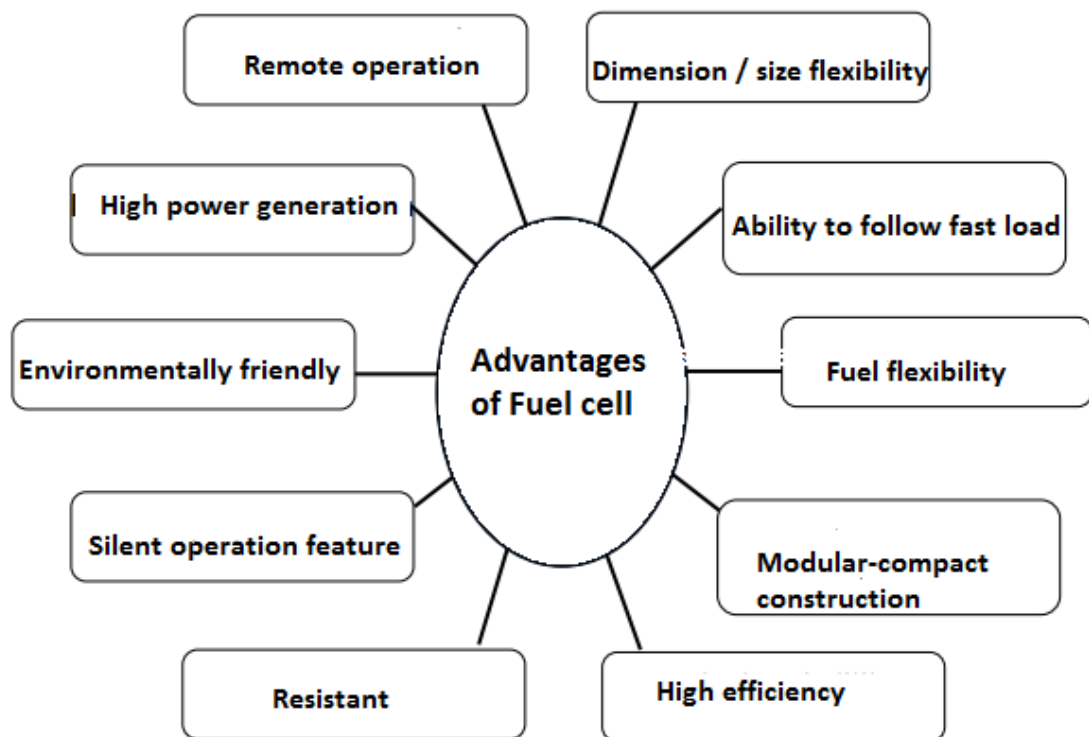 Remote operation
Dimension / size flexibility
High power generation
Ability to follow fast load
Environmentally friendly
Advantages
of Fuel cell
Fuel flexibility
Silent operation feature
Modular-compact
construction
Resistant
High efficiency